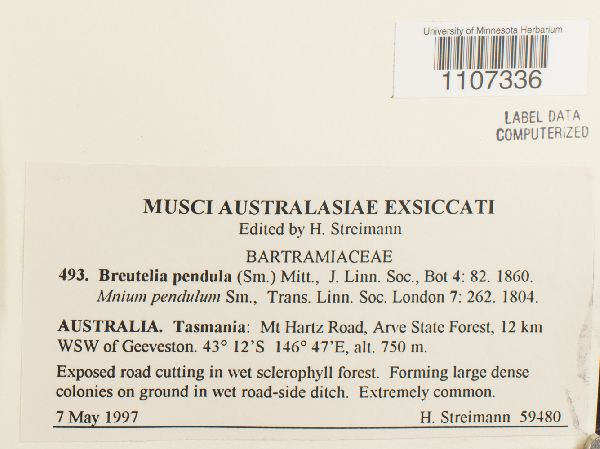 University of Minnesota Herbarium
1107336
LABEL DATA
COMPUTERIZED
MUSCI AUSTRALASIAE EXSICCATI
Edited by H. Streimann
BARTRAMIACEAE
493. Breutelia pendula (Sm.) Mitt., J. Linn. Soc., Bot 4: 82. 1860.
Mnium pendulum Sm., Trans. Linn. Soc. London 7: 262. 1804.
AUSTRALIA. Tasmania: Mt Hartz Road, Arve State Forest, 12 km
WSW of Geeveston. 43° 12'S 146° 47'E, alt. 750 m.
Exposed road cutting in wet sclerophyll forest. Forming large dense
colonies on ground in wet road-side ditch. Extremely common.
7 May 1997 H. Streimann 59480